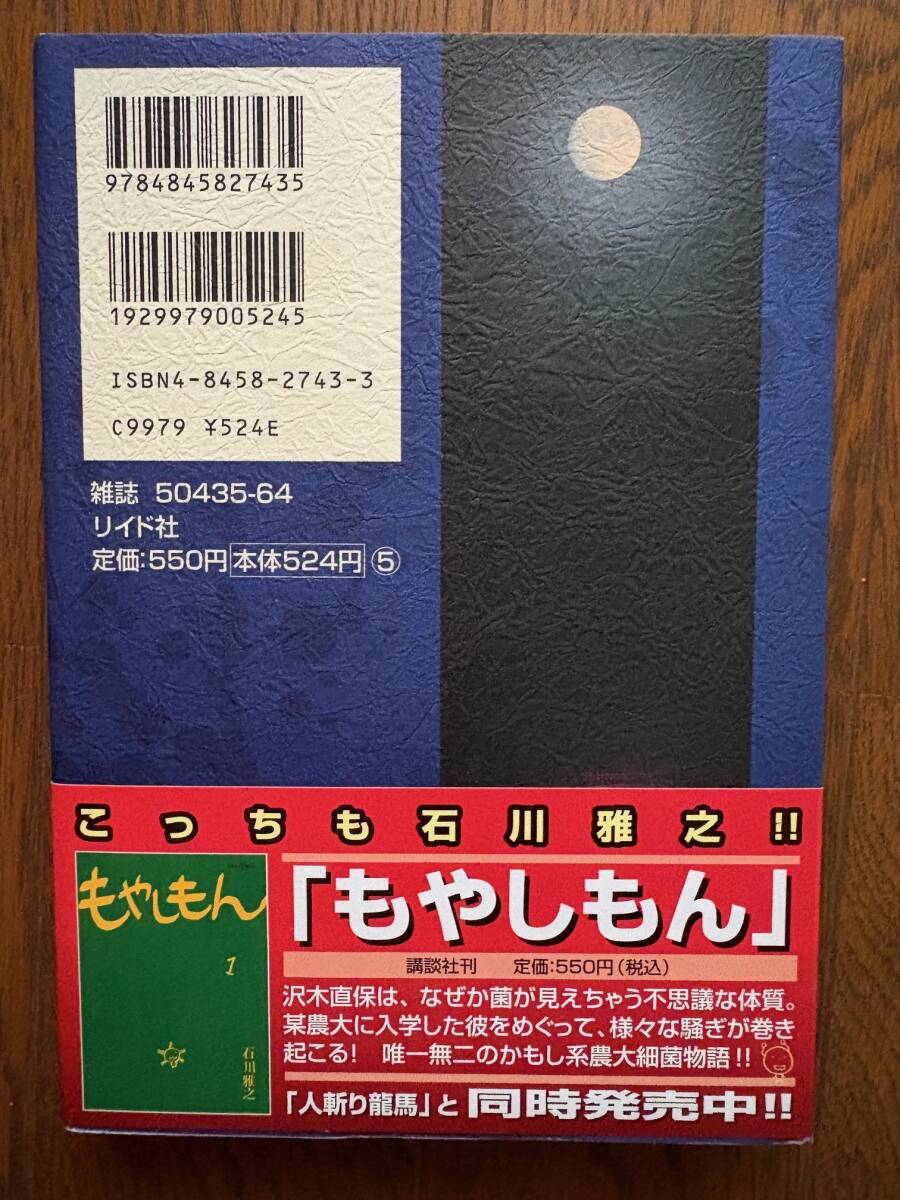 9784845827435
1929979005245
ISBN4-8458-2743-3
C9979 ¥524E
雑誌 50435-64
リイド社
定価:550円 本体524円 ⑤
こっちも石川雅之!!
もやしもん
1
石川雅之
「もやしもん」
講談社刊 定価:550円(税込)
沢木直保は、なぜか菌が見えちゃう不思議な体質。
某農大に入学した彼をめぐって、様々な騒ぎが巻き
起こる! 唯一無二のかもし系農大細菌物語!!
「人斬り龍馬」と 同時発売中!!